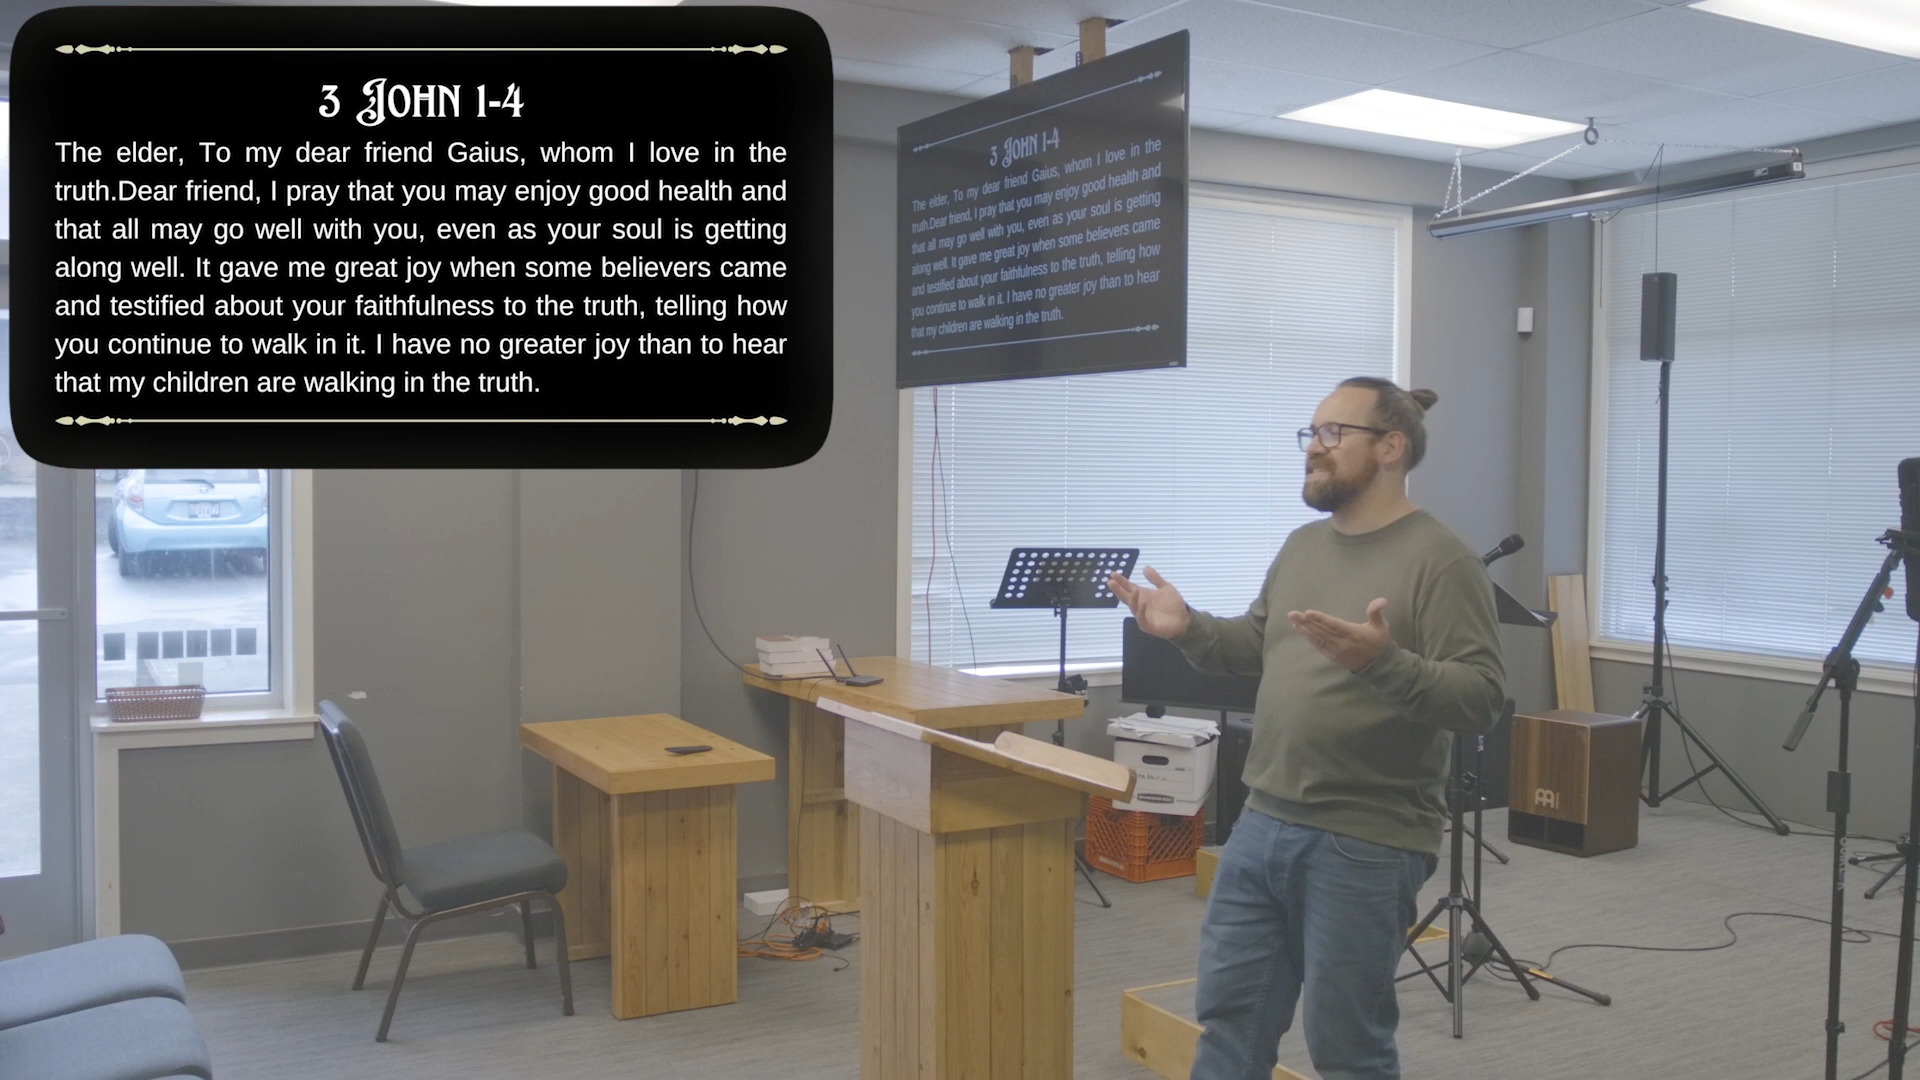 3 John 1-4
The elder, To my dear friend Gaius, whom I love in the
truth.Dear friend, I pray that you may enjoy good health and
that all may go well with you, even as your soul is getting
along well. It gave me great joy when some believers came
and testified about your faithfulness to the truth, telling how
you continue to walk in it. I have no greater joy than to hear
that my children are walking in the truth.
3 John 1-4
The elder, To my dear friend Gaius, whom I love in the
truth.Dear friend, I pray that you may enjoy good health and
that all may go well with you, even as your soul is getting
along well. It gave me great joy when some believers came
and testified about your faithfulness to the truth, telling how
you continue to walk in it. I have no greater joy than to hear
that my children are walking in the truth.